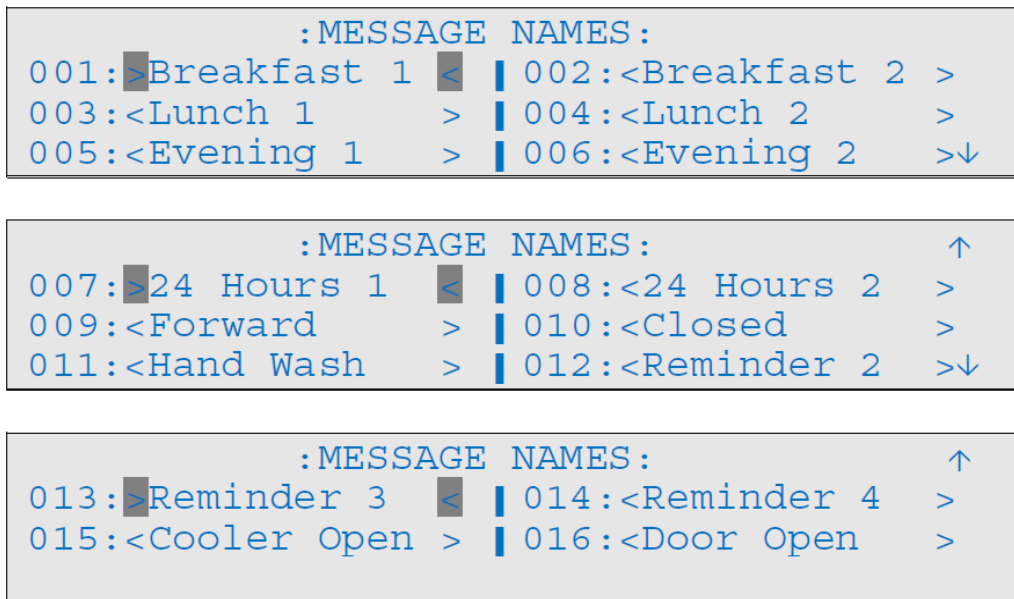 :MESSAGE NAMES:
001:>Breakfast 1 < | 002:<Breakfast 2 >
003:<Lunch 1 > | 004:<Lunch 2 >
005:<Evening 1 > | 006:<Evening 2 >↓
:MESSAGE NAMES: ↑
007:>24 Hours 1 < | 008:<24 Hours 2 >
009:<Forward > | 010:<Closed >
011:<Hand Wash > | 012:<Reminder 2 >↓
:MESSAGE NAMES: ↑
013:>Reminder 3 < | 014:<Reminder 4 >
015:<Cooler Open > | 016:<Door Open >